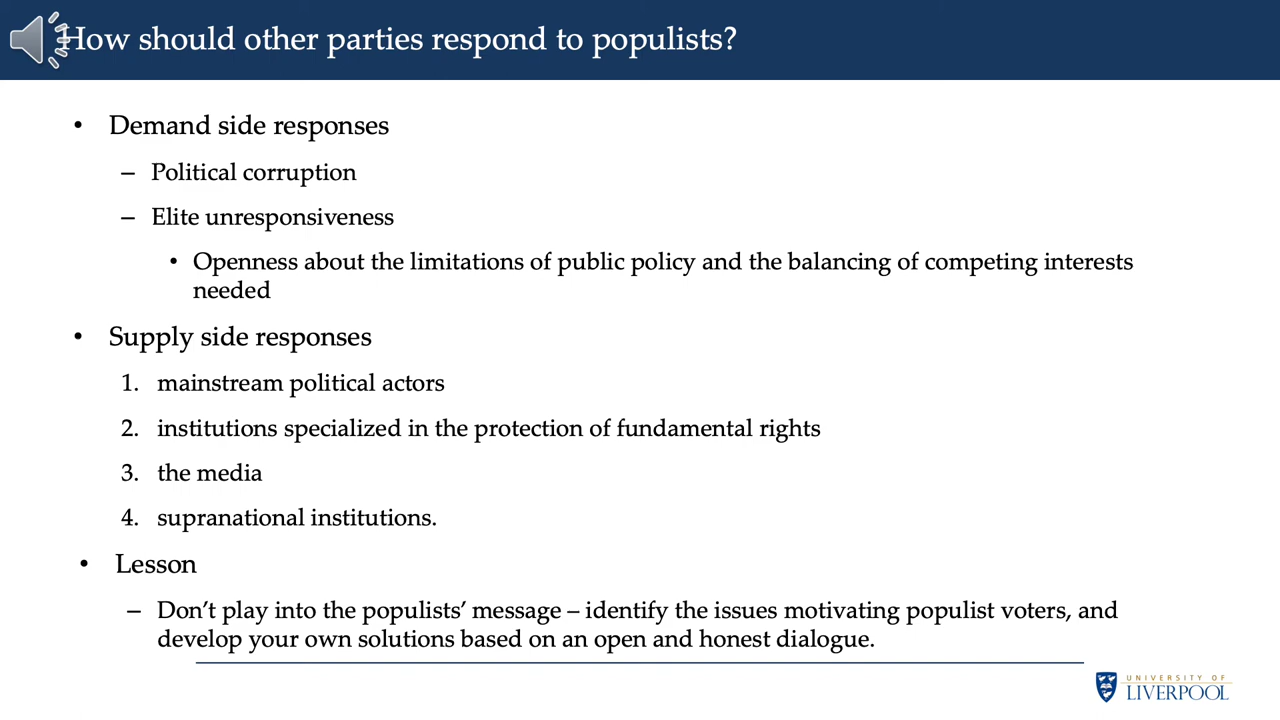 How should other parties respond to populists?
• Demand side responses
– Political corruption
– Elite unresponsiveness
• Openness about the limitations of public policy and the balancing of competing interests
needed
• Supply side responses
1. mainstream political actors
2. institutions specialized in the protection of fundamental rights
3. the media
4. supranational institutions.
• Lesson
– Don’t play into the populists’ message – identify the issues motivating populist voters, and
develop your own solutions based on an open and honest dialogue.
UNIVERSITY OF
LIVERPOOL